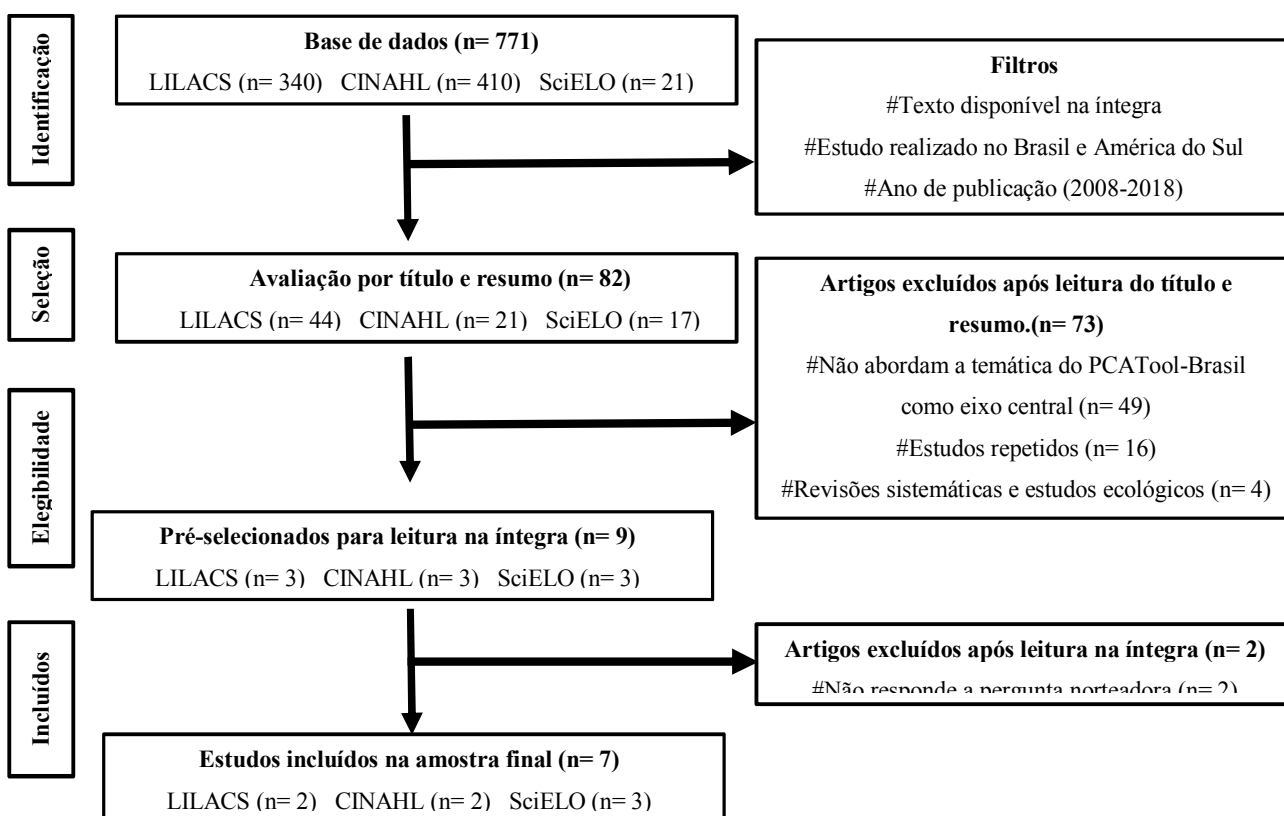 Identificação
Base de dados (n= 771)
LILACS (n= 340) CINAHL (n= 410) SciELO (n= 21)
Filtros
#Texto disponível na íntegra
#Estudo realizado no Brasil e América do Sul
#Ano de publicação (2008-2018)
Seleção
Avaliação por título e resumo (n= 82)
LILACS (n= 44) CINAHL (n= 21) SciELO (n= 17)
Artigos excluídos após leitura do título e
resumo.(n= 73)
#Não abordam a temática do PCATool-Brasil
como eixo central (n= 49)
#Estudos repetidos (n= 16)
#Revisões sistemáticas e estudos ecológicos (n= 4)
Elegibilidade
Pré-selecionados para leitura na íntegra (n= 9)
LILACS (n= 3) CINAHL (n= 3) SciELO (n= 3)
Incluídos
Artigos excluídos após leitura na íntegra (n= 2)
#Não responde a pergunta norteadora (n= 2)
Estudos incluídos na amostra final (n= 7)
LILACS (n= 2) CINAHL (n= 2) SciELO (n= 3)